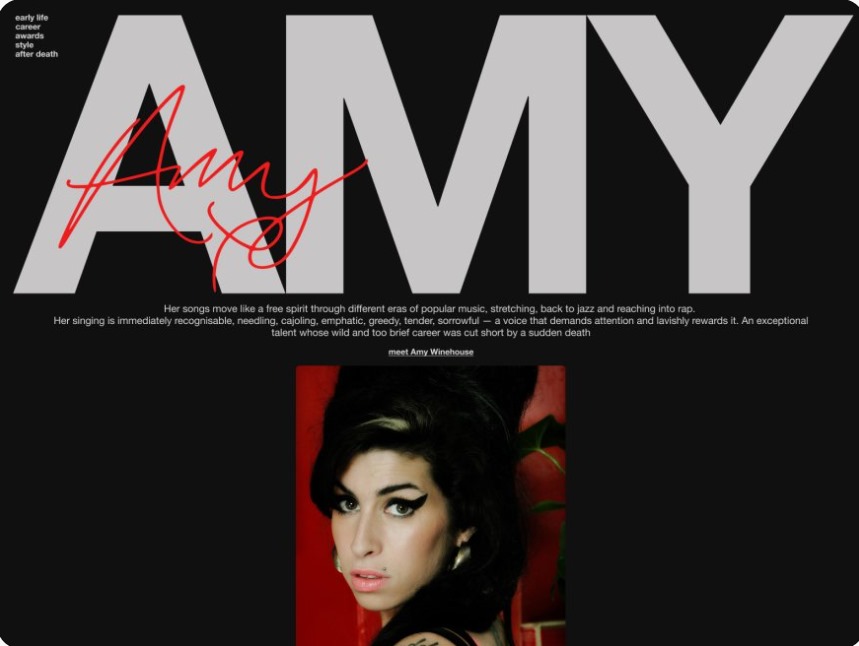 early life
career
awards
style
after death
AMY
Amy
Her songs move like a free spirit through different eras of popular music, stretching, back to jazz and reaching into rap.
Her singing is immediately recognisable, needling, cajoling, emphatic, greedy, tender, sorrowful — a voice that demands attention and lavishly rewards it. An exceptional
talent whose wild and too brief career was cut short by a sudden death
meet Amy Winehouse